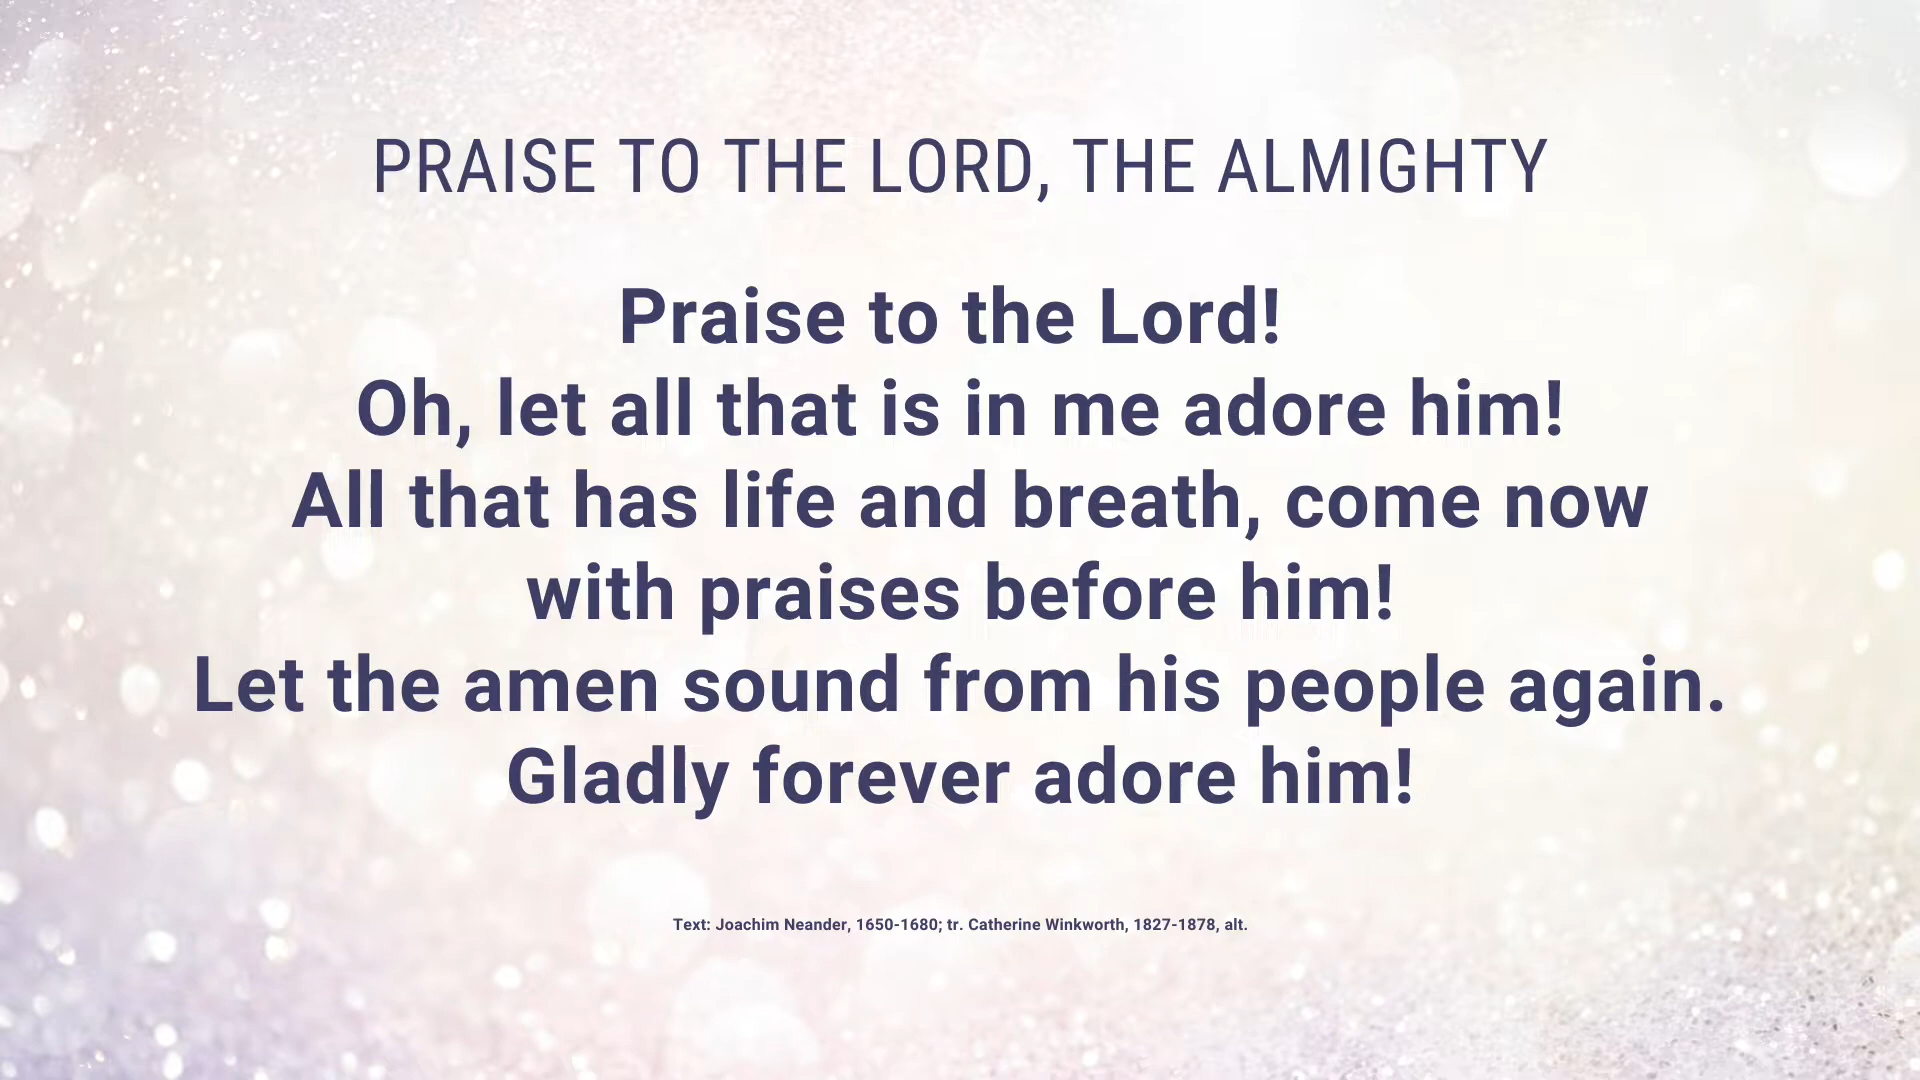 PRAISE TO THE LORD, THE ALMIGHTY
Praise to the Lord!
Oh, let all that is in me adore him!
All that has life and breath, come now
with praises before him!
Let the amen sound from his people again.
Gladly forever adore him!
Text: Joachim Neander, 1650-1680; tr. Catherine Winkworth, 1827-1878, alt.